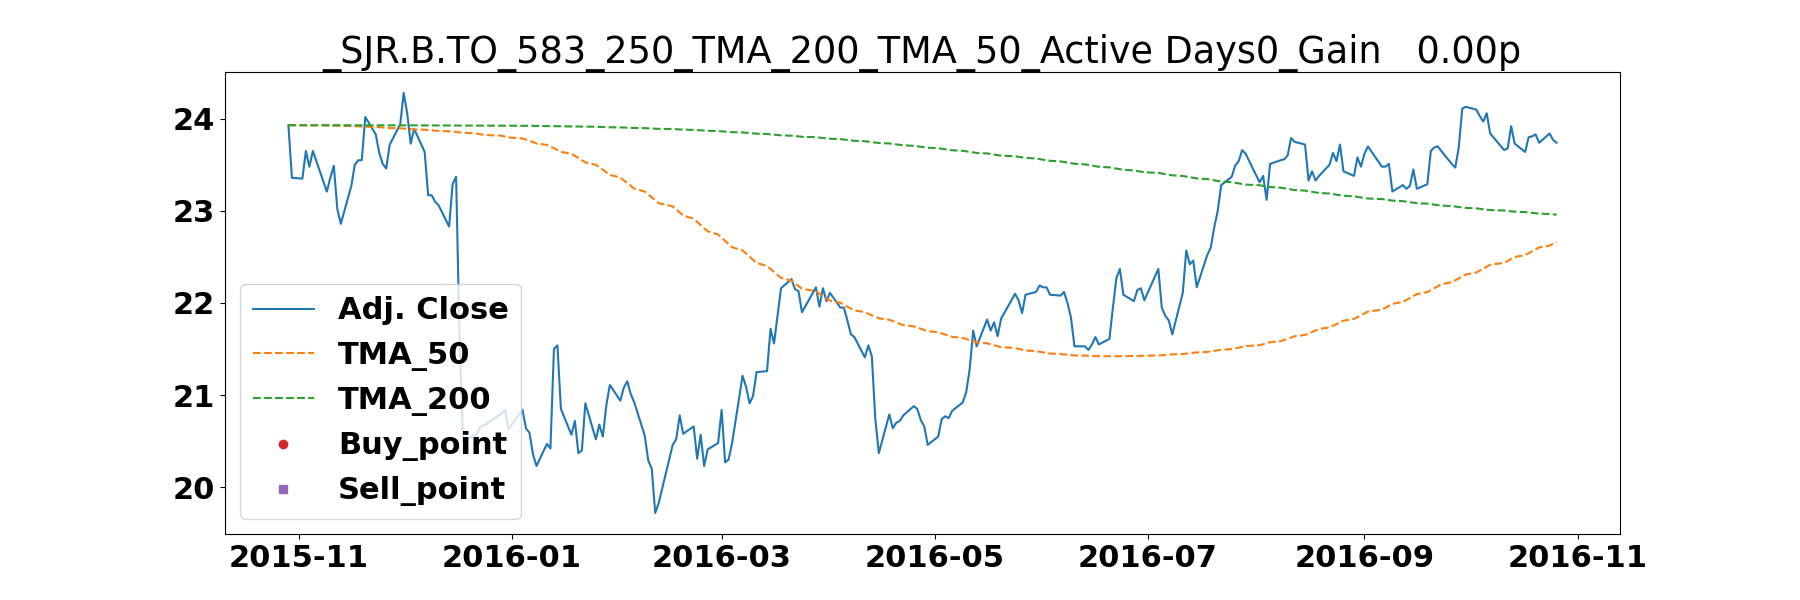 _SJR.B.TO_583_250_TMA_200_TMA_50_Active Days0_Gain   0.00p
24
23
22
21
20
Adj. Close
TMA_50
TMA_200
Buy_point
Sell_point
2015-11 2016-01 2016-03 2016-05 2016-07 2016-09 2016-11